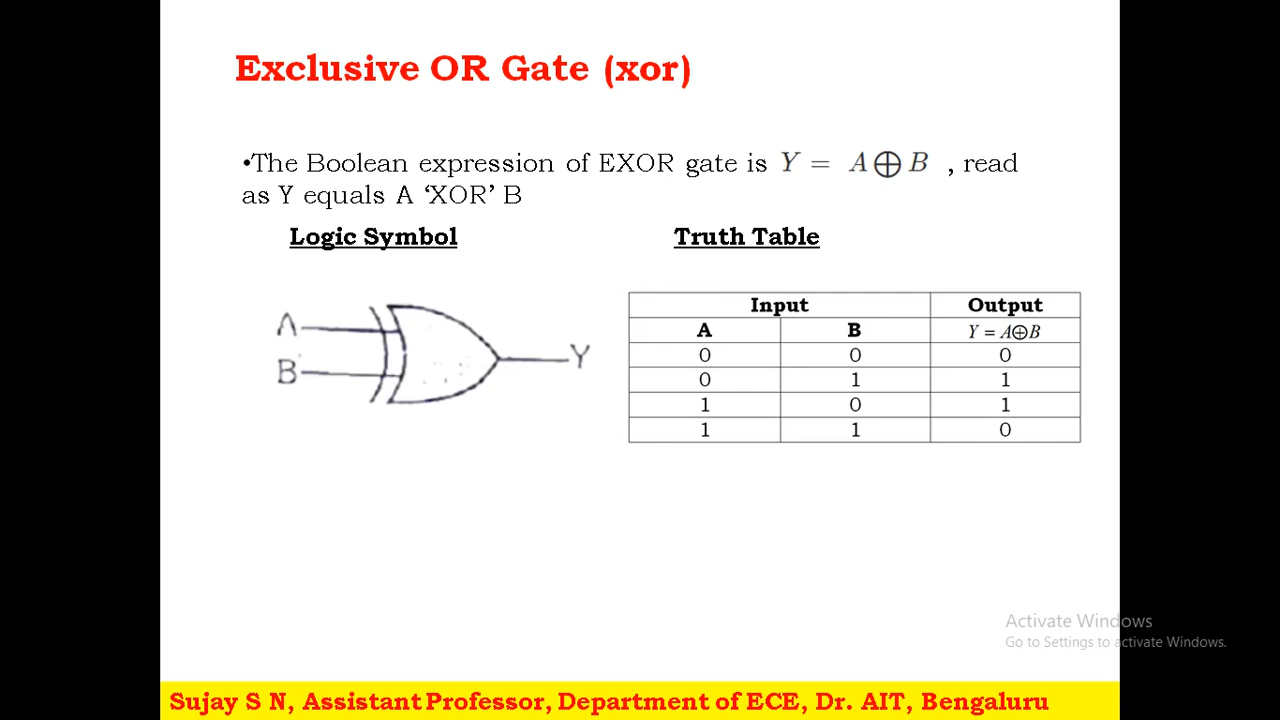 Exclusive OR Gate (xor)
•The Boolean expression of EXOR gate is Y = A⊕B , read
as Y equals A ‘XOR’ B
Logic Symbol
Truth Table
A
B
Y
Input Output
A B Y = A⊕B
0 0 0
0 1 1
1 0 1
1 1 0
Activate Windows
Go to Settings to activate Windows.
Sujay S N, Assistant Professor, Department of ECE, Dr. AIT, Bengaluru